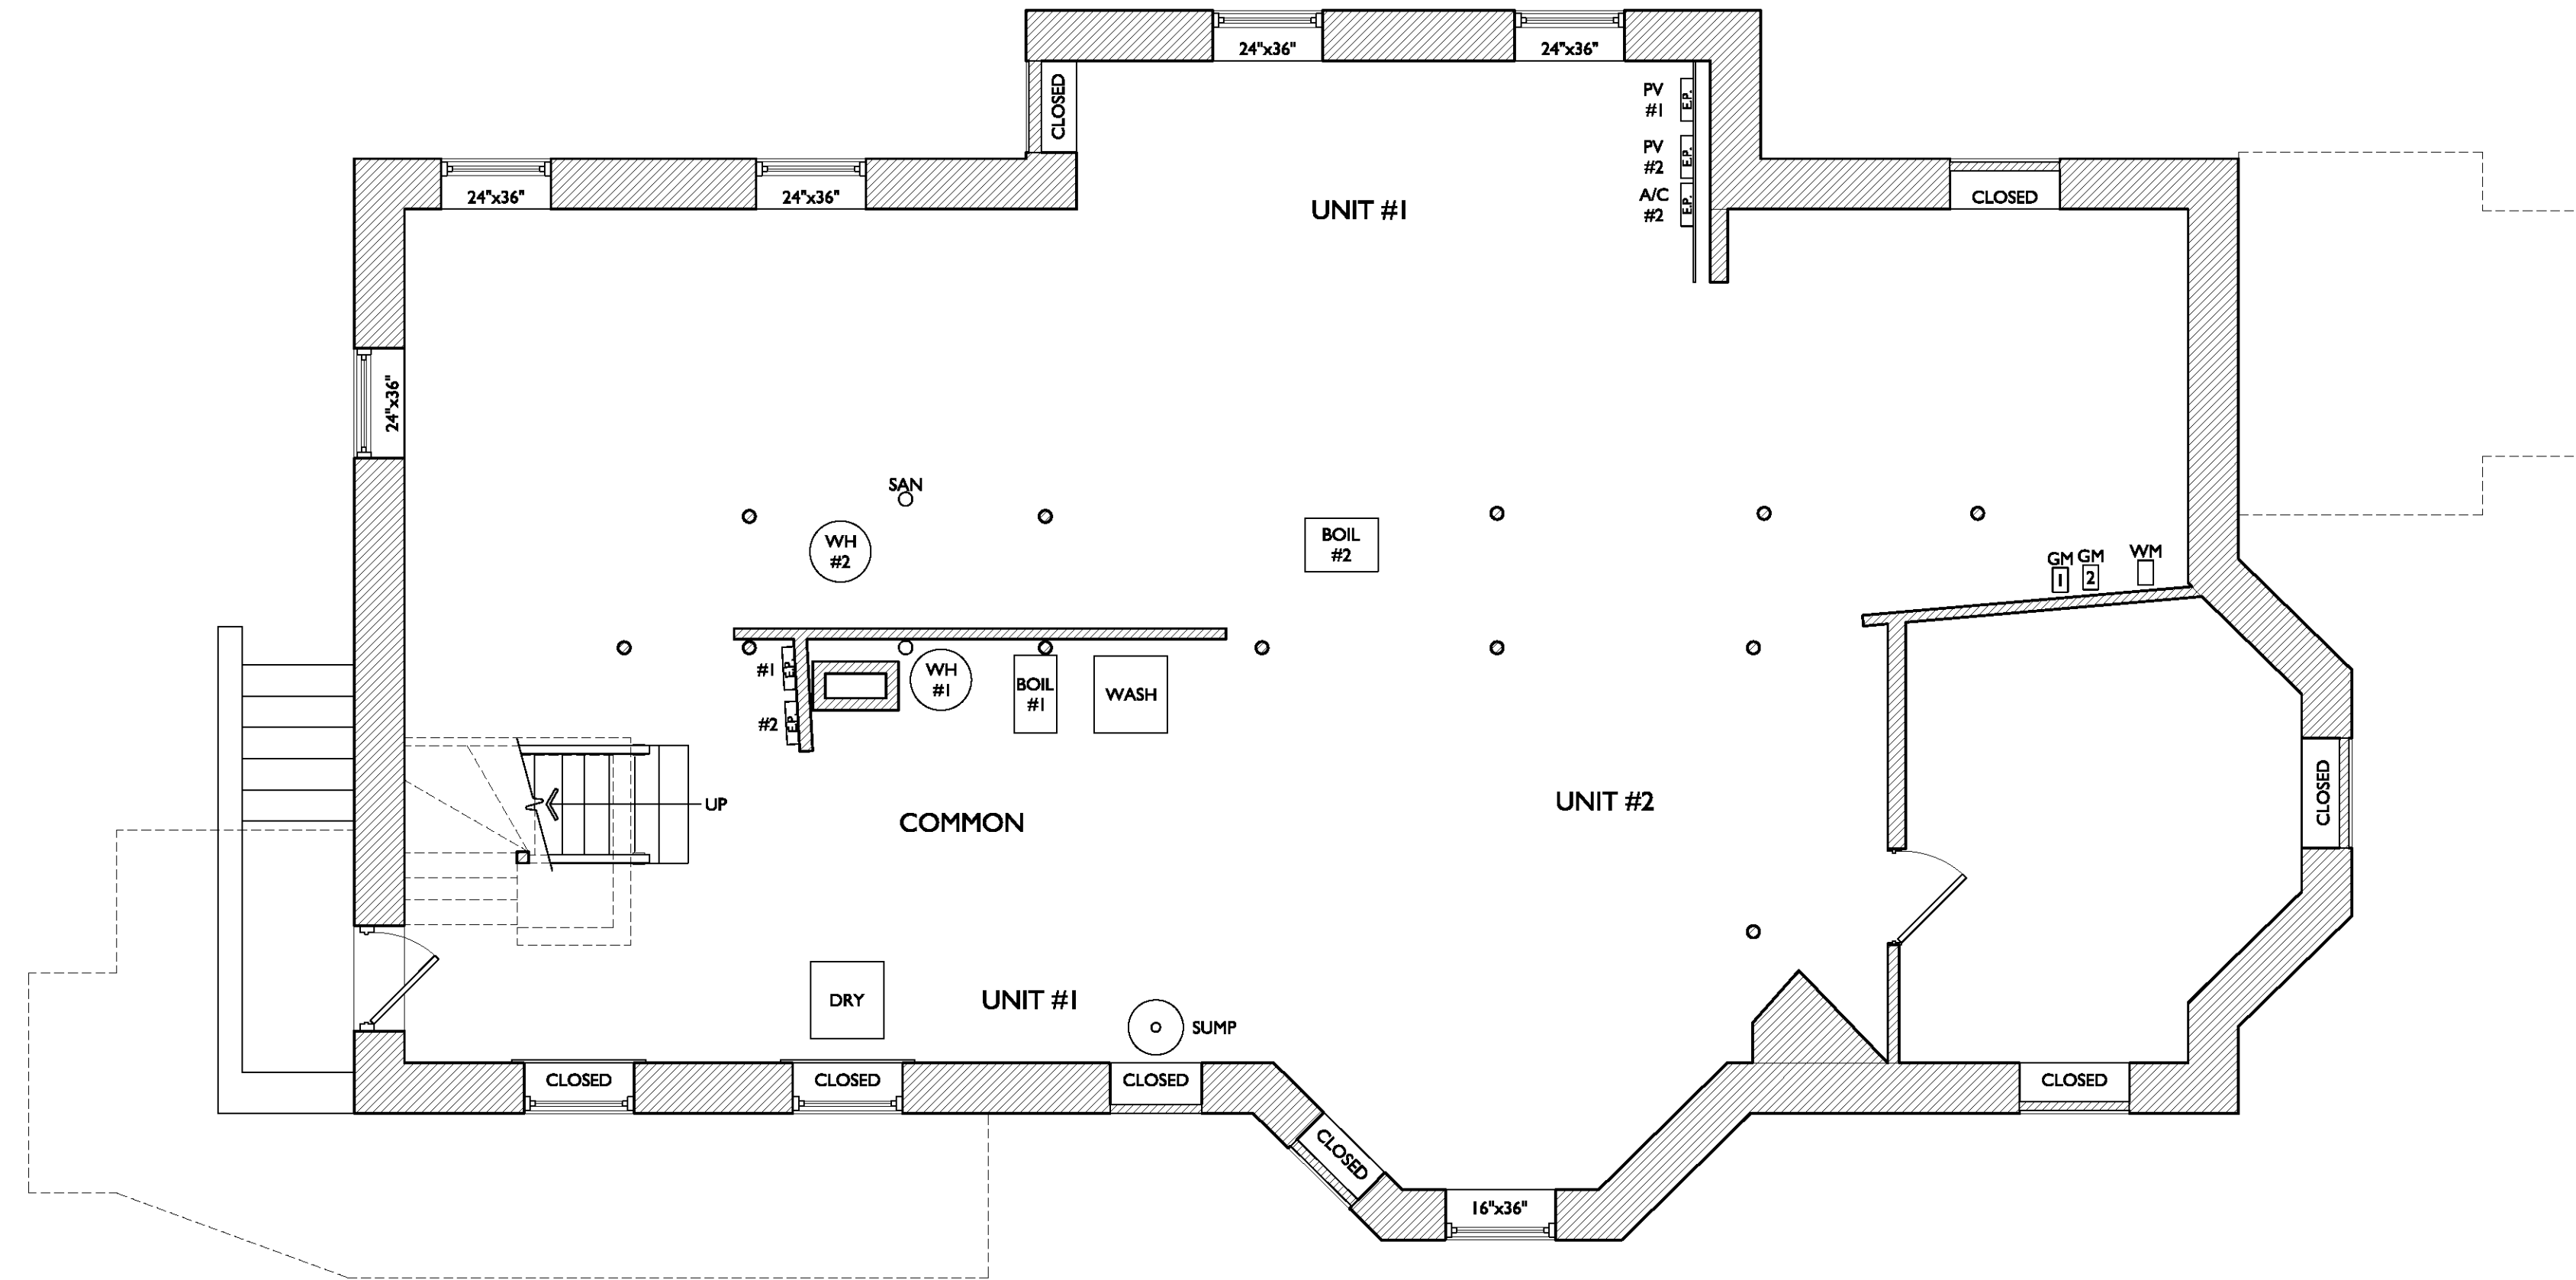 24"x36"
24"x36"
CLOSED
PV
#1
E.P.
PV
#2
E.P.
A/C
#2
E.P.
24"x36"
24"x36"
UNIT #1
CLOSED
24"x36"
SAN
WH
#2
BOIL
#2
GM
1
GM
2
WM
#1
E.P.
#2
E.P.
WH
#1
BOIL
#1
WASH
UP
COMMON
UNIT #2
CLOSED
DRY
UNIT #1
SUMP
CLOSED
CLOSED
CLOSED
CLOSED
CLOSED
16"x36"